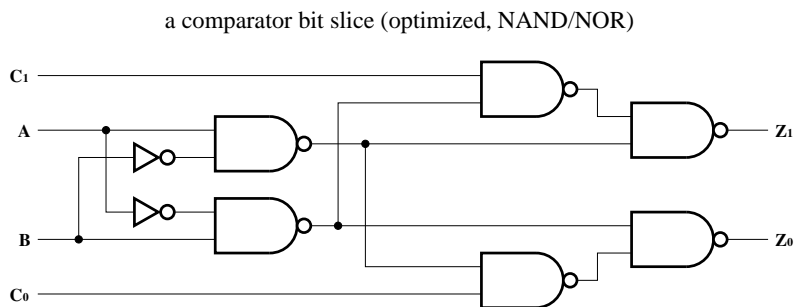 a comparator bit slice (optimized, NAND/NOR)
C1
A
Z1
B
Z0
C0